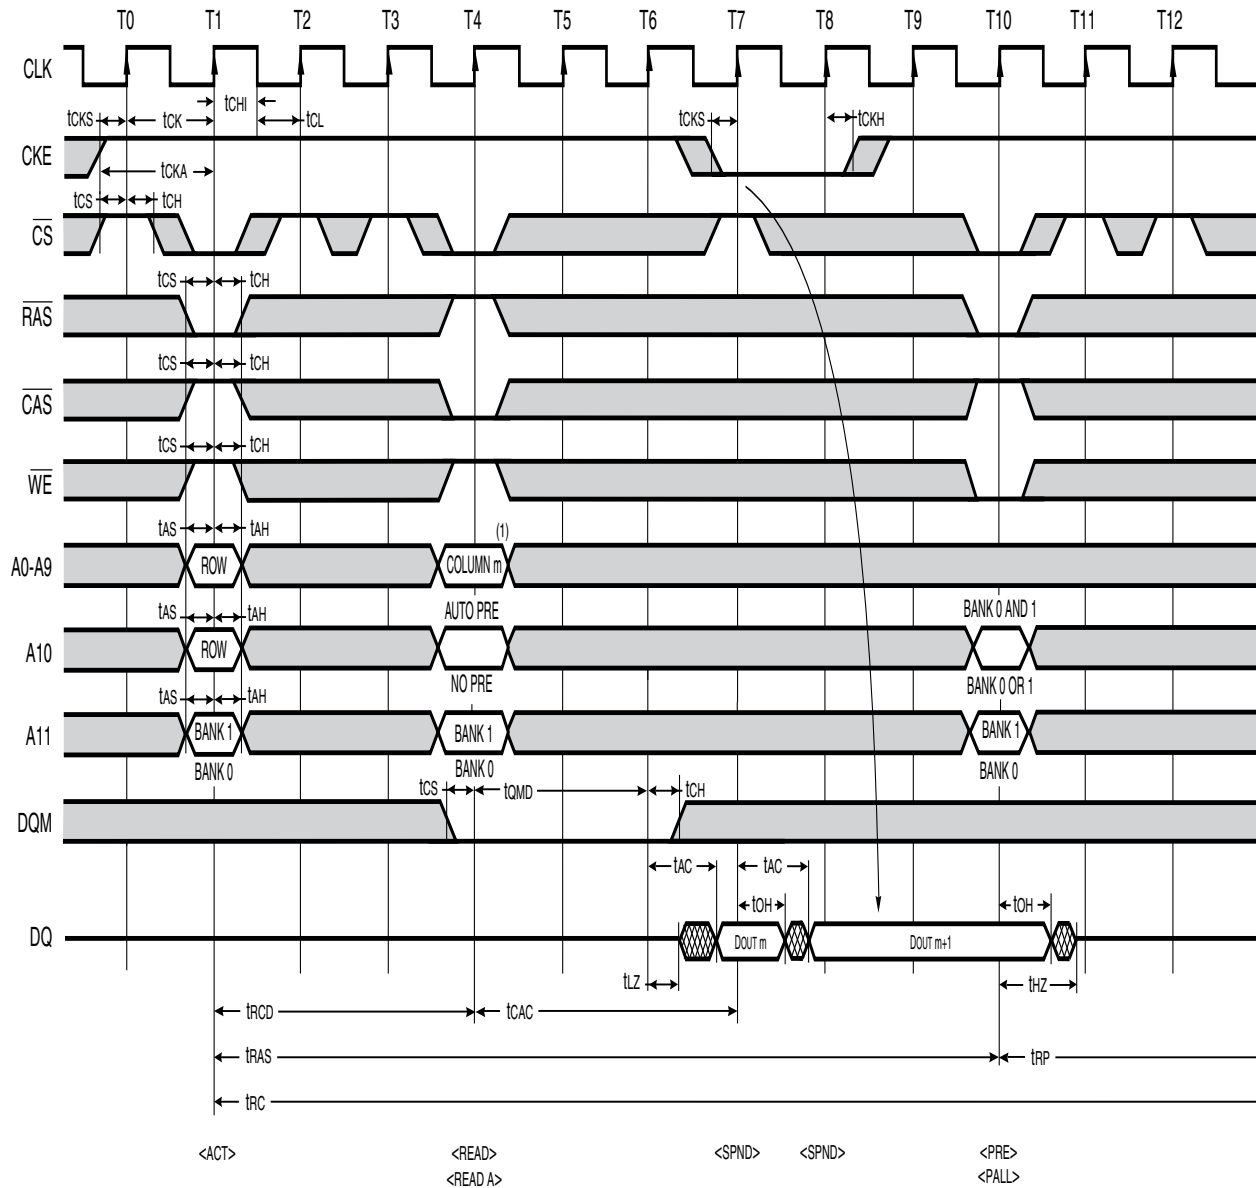 T0 T1 T2 T3 T4 T5 T6 T7 T8 T9 T10 T11 T12
CLK
tCHI
tCKS tCK tCL tCKS tCKH
CKE
tCKA
tCS tCH
CS
tCS tCH
RAS
tCS tCH
CAS
tCS tCH
WE
tAS tAH (1)
A0-A9 ROW COLUMN m
tAS tAH AUTO PRE BANK 0 AND 1
A10 ROW
NO PRE BANK 0 OR 1
tAS tAH
A11 BANK 1 BANK 1 BANK 1
BANK 0 BANK 0 BANK 0
tCS tQMD tCH
DQM
tAC tAC
tOH tOH
DQ DOUT m DOUT m+1
tLZ tHZ
tRCD tCAC
tRAS tRP
tRC
<ACT> <READ> <SPND> <SPND> <PRE>
<READ A> <PALL>